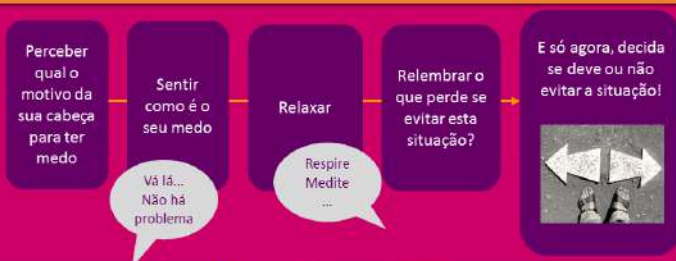 Perceber
qual o
motivo da
sua cabeça
para ter
medo
Sentir
como é o
seu medo
Vá lá...
Não há
problema
Relaxar
Respire
Medite
...
Relembrar o
que perde se
evitar esta
situação?
E só agora, decida
se deve ou não
evitar a situação!